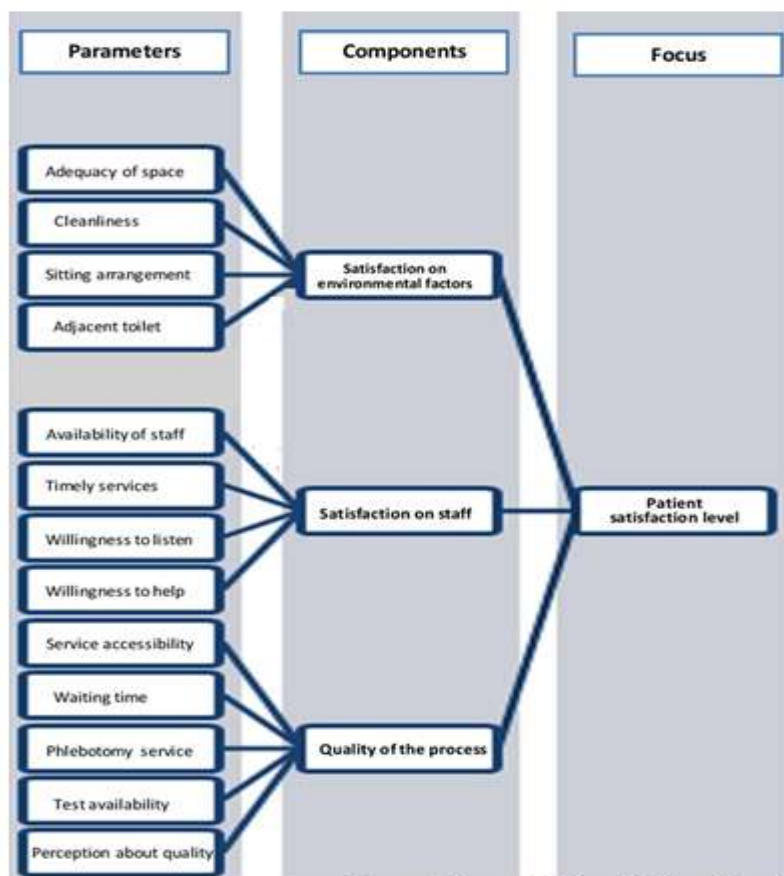 Parameters
Components
Focus
Adequacy of space
Cleanliness
Sitting arrangement
Adjacent toilet
Satisfaction on
environmental factors
Availability of staff
Timely services
Willingness to listen
Willingness to help
Satisfaction on staff
Patient
satisfaction level
Service accessibility
Waiting time
Phlebotomy service
Test availability
Perception about quality
Quality of the process